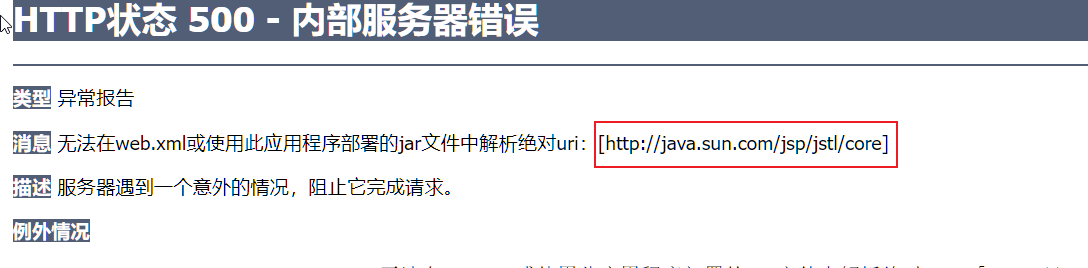 HTTP状态 500 - 内部服务器错误
类型 异常报告
消息 无法在web.xml或使用此应用程序部署的jar文件中解析绝对uri：[http://java.sun.com/jsp/jstl/core]
描述 服务器遇到一个意外的情况，阻止它完成请求。
例外情况